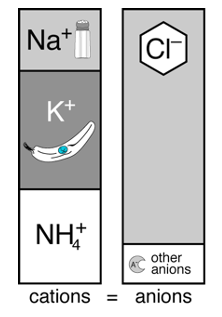 Na⁺
Cl⁻
K⁺
NH₄⁺
A⁻ other
anions
cations = anions